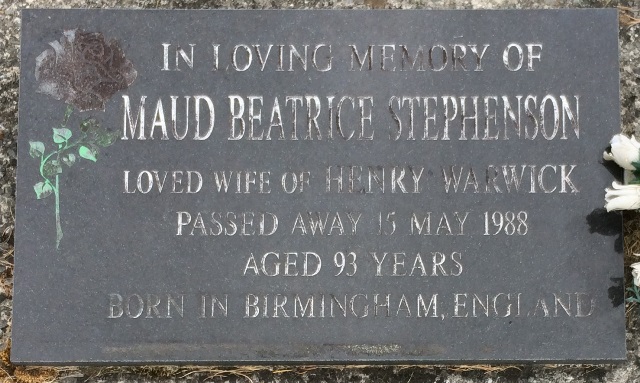 IN LOVING MEMORY OF
MAUD BEATRICE STEPHENSON
LOVED WIFE OF HENRY WARWICK
PASSED AWAY 15 MAY 1988
AGED 93 YEARS
BORN IN BIRMINGHAM, ENGLAND